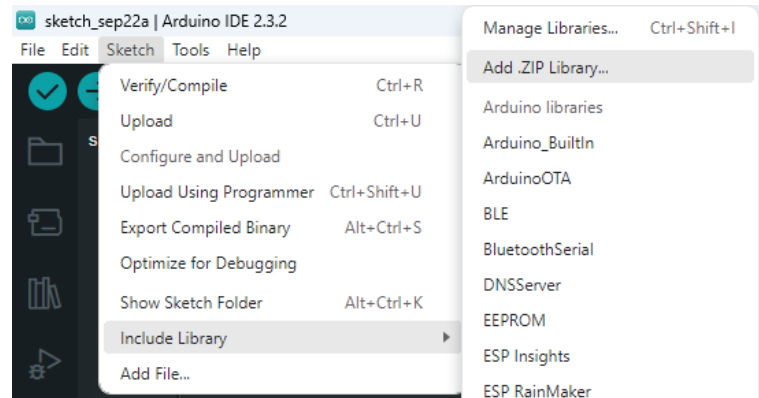 sketch_sep22a | Arduino IDE 2.3.2
File Edit Sketch Tools Help
Verify/Compile Ctrl+R
Upload Ctrl+U
Configure and Upload
Upload Using Programmer Ctrl+Shift+U
Export Compiled Binary Alt+Ctrl+S
Optimize for Debugging
Show Sketch Folder Alt+Ctrl+K
Include Library
Add File...
Manage Libraries... Ctrl+Shift+I
Add .ZIP Library...
Arduino libraries
Arduino_BuiltIn
ArduinoOTA
BLE
BluetoothSerial
DNSServer
EEPROM
ESP Insights
ESP RainMaker